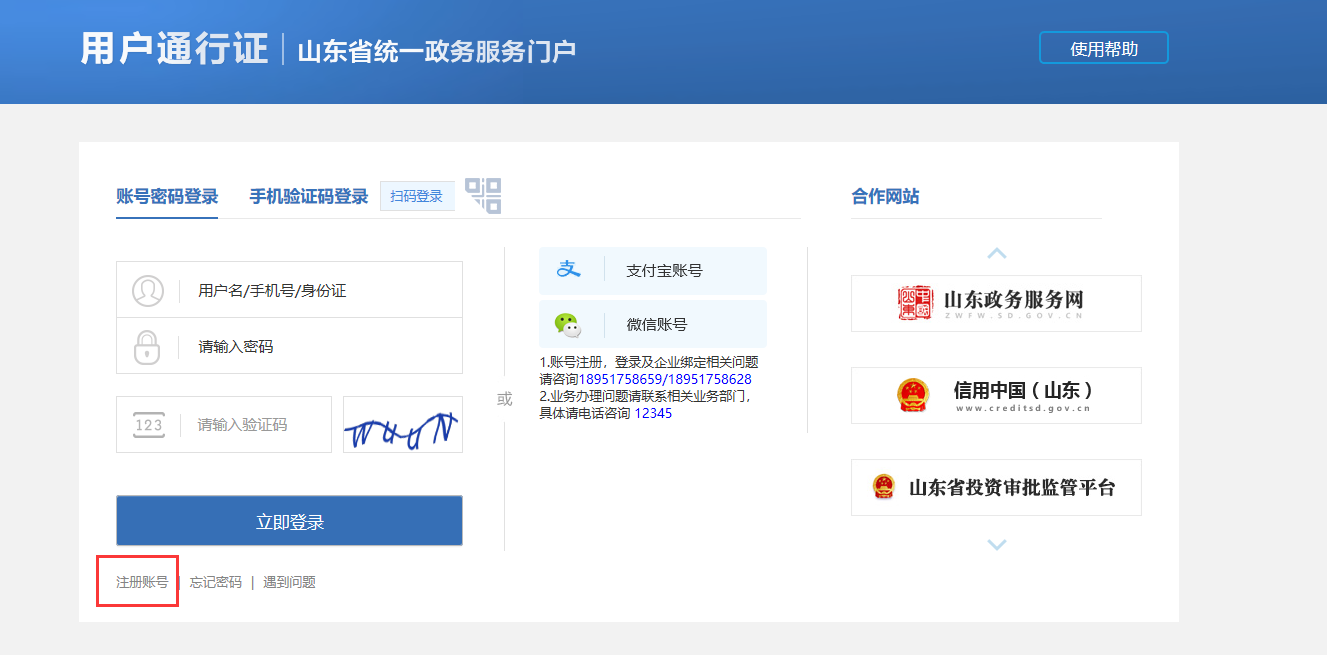 用户通行证 山东省统一政务服务门户
使用帮助
账号密码登录 手机验证码登录 扫码登录
用户名/手机号/身份证
请输入密码
123 请输入验证码
立即登录
注册账号 | 忘记密码 | 遇到问题
或
支付宝账号
微信账号
1.账号注册，登录及企业绑定相关问题
请咨询18951758659/18951758628
2.业务办理问题请联系相关业务部门，
具体请电话咨询 12345
合作网站
山东政务服务网
ZWFW.SD.GOV.CN
信用中国（山东）
www.creditsd.gov.cn
山东省投资审批监管平台